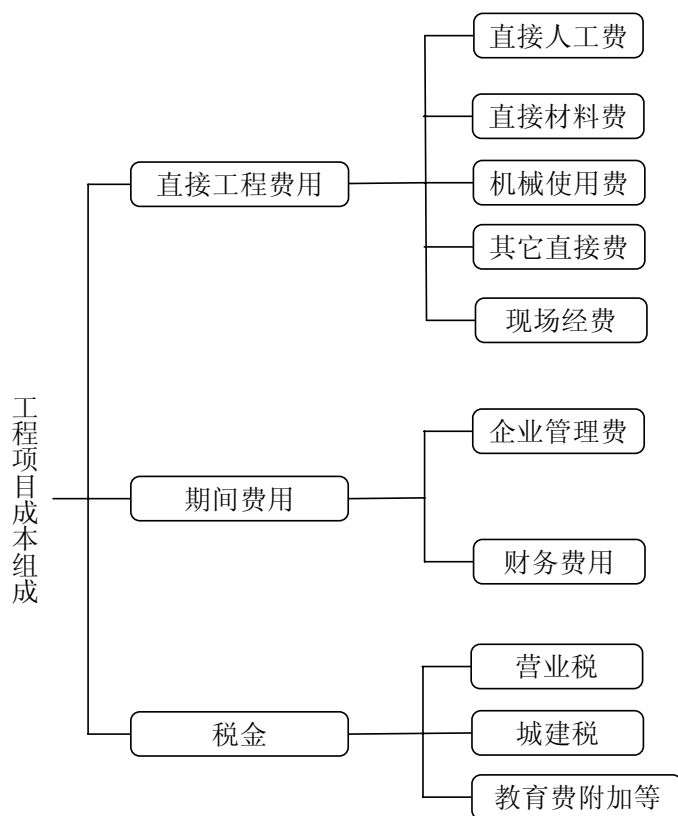 工程项目成本组成
直接工程费用
直接人工费
直接材料费
机械使用费
其它直接费
现场经费
期间费用
企业管理费
财务费用
税金
营业税
城建税
教育费附加等